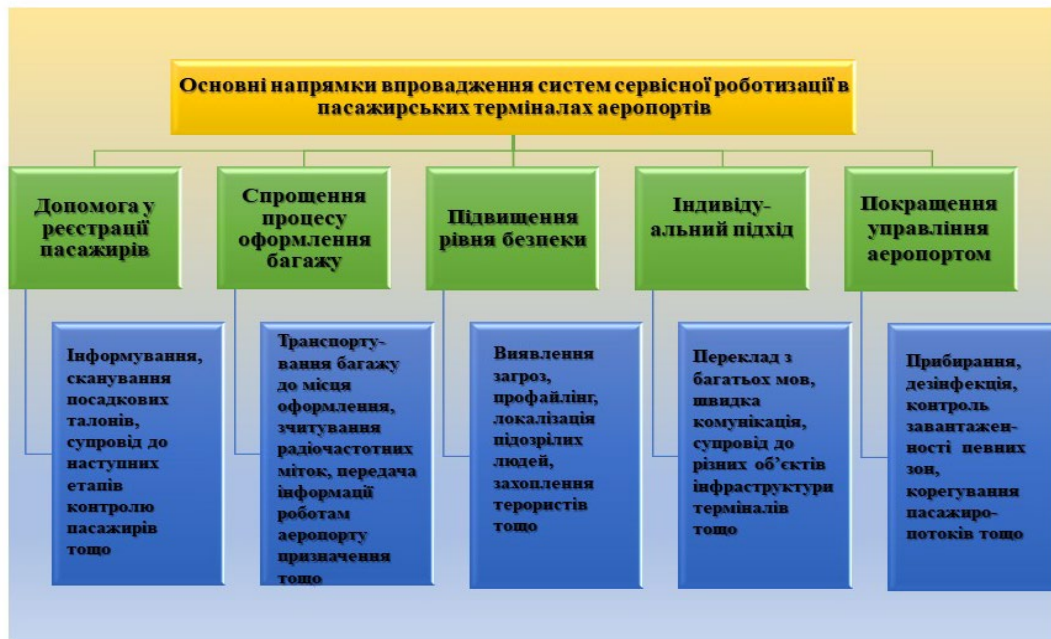 Основні напрямки впровадження систем сервісної роботизації в
пасажирських терміналах аеропортів
Допомога у
реєстрації
пасажирів
Спрощення
процесу
оформлення
багажу
Підвищення
рівня безпеки
Індивіду-
альний підхід
Покращення
управління
аеропортом
Інформування,
сканування
посадкових
талонів,
супровід до
наступних
етапів
контролю
пасажирів
тощо
Транспорту-
вання багажу
до місця
оформлення,
зчитування
радіочастотних
міток, передача
інформації
роботам
аеропорту
призначення
тощо
Виявлення
загроз,
профайлінг,
локалізація
підозрілих
людей,
захоплення
терористів
тощо
Переклад з
багатьох мов,
швидка
комунікація,
супровід до
різних об’єктів
інфраструктури
терміналів
тощо
Прибирання,
дезінфекція,
контроль
завантажен-
ності певних
зон,
корегування
пасажиро-
потоків тощо